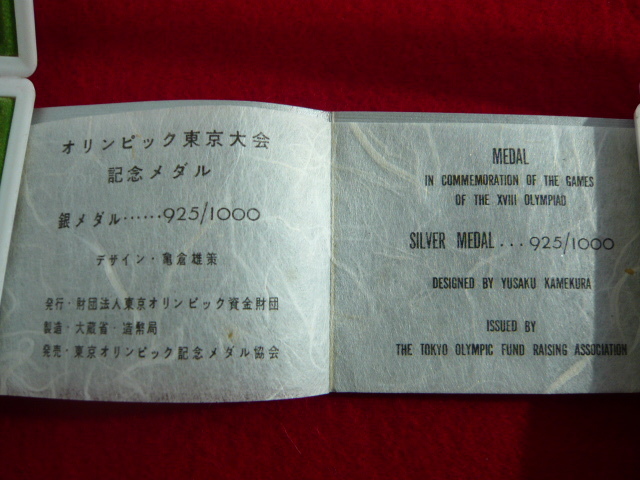 オリンピック東京大会
記念メダル
銀メダル……925/1000
デザイン・亀倉雄策
発行・財団法人東京オリンピック資金財団
製造・大蔵省・造幣局
発売・東京オリンピック記念メダル協会
MEDAL
IN COMMEMORATION OF THE GAMES
OF THE XVIII OLYMPIAD
SILVER MEDAL...925/1000
DESIGNED BY YUSAKU KAMEKURA
ISSUED BY
THE TOKYO OLYMPIC FUND RAISING ASSOCIATION